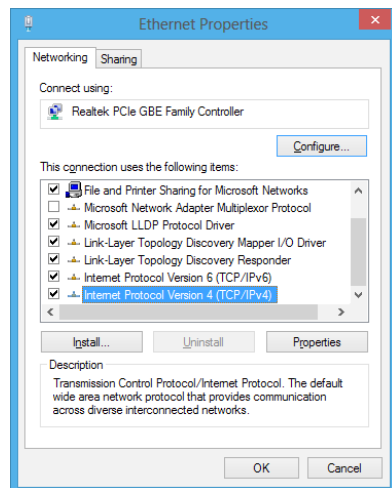 Ethernet Properties
Networking
Sharing
Connect using:
Realtek PCIe GBE Family Controller
Configure...
This connection uses the following items:
File and Printer Sharing for Microsoft Networks
Microsoft Network Adapter Multiplexor Protocol
Microsoft LLDP Protocol Driver
Link-Layer Topology Discovery Mapper I/O Driver
Link-Layer Topology Discovery Responder
Internet Protocol Version 6 (TCP/IPv6)
Internet Protocol Version 4 (TCP/IPv4)
Install...
Uninstall
Properties
Description
Transmission Control Protocol/Internet Protocol. The default
wide area network protocol that provides communication
across diverse interconnected networks.
OK
Cancel